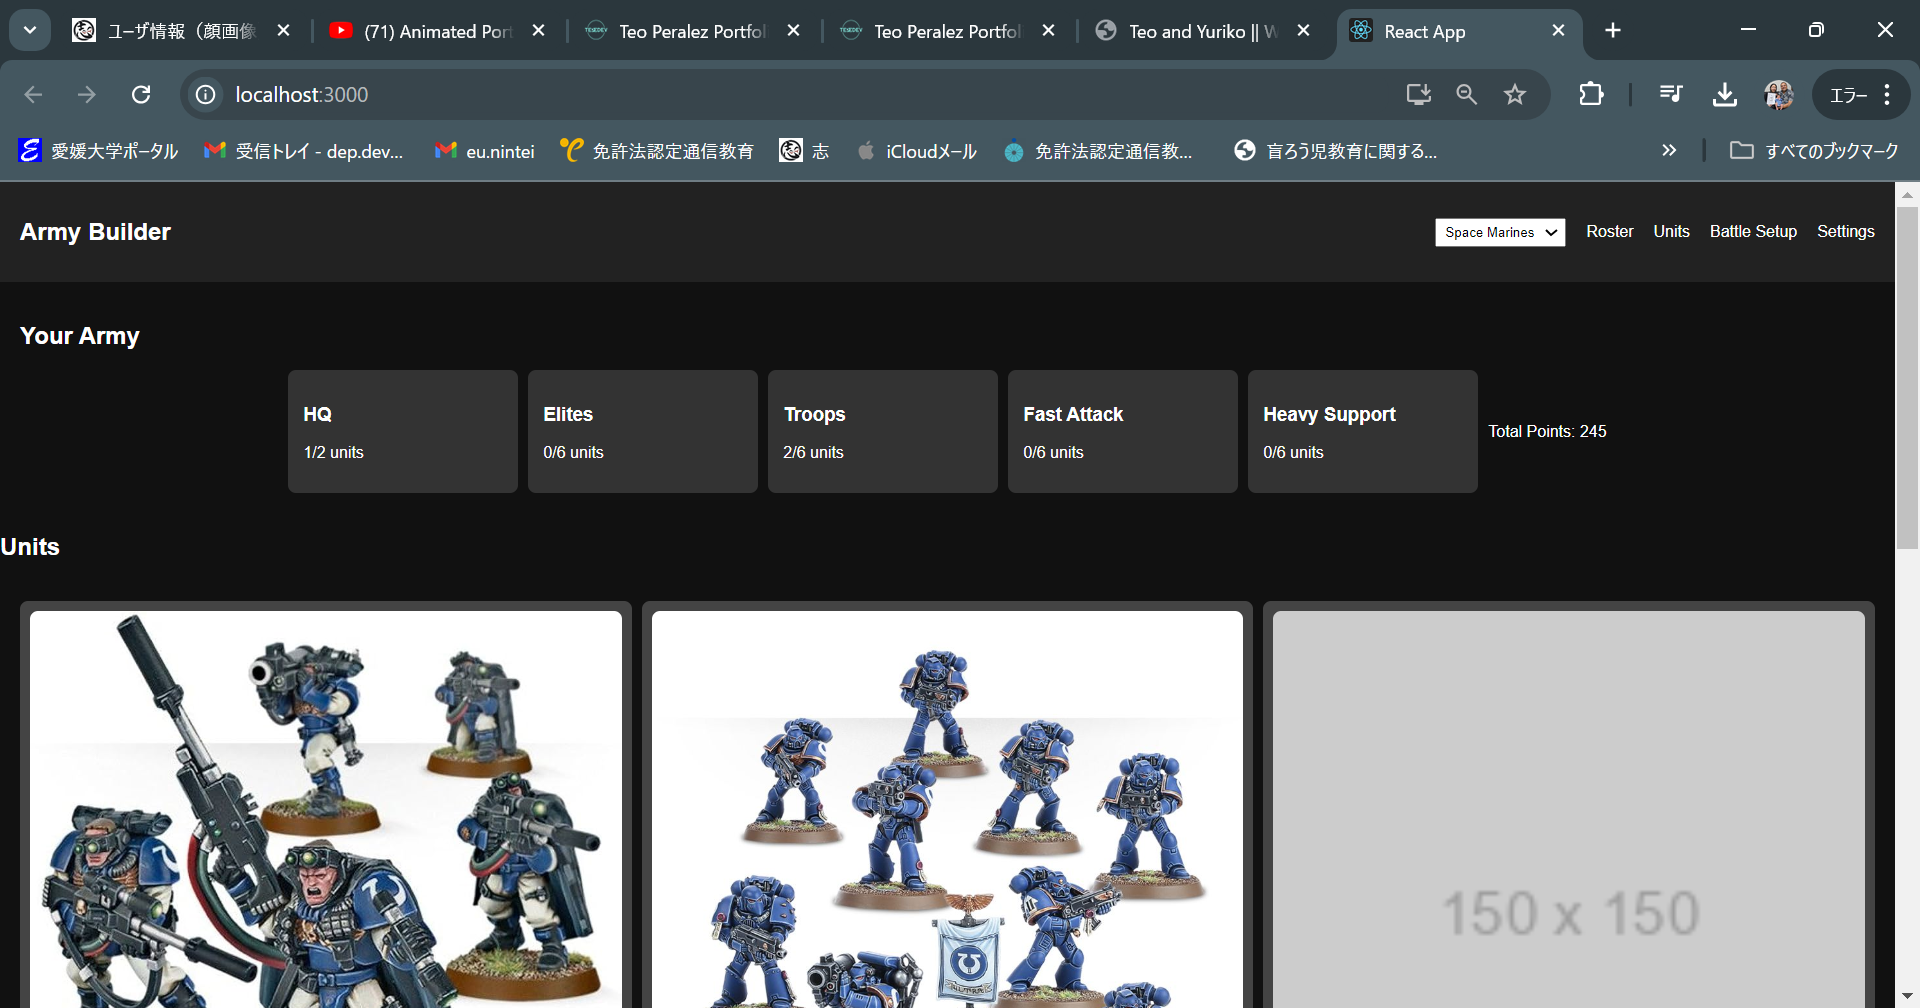 ユーザ情報（顔画像
(71) Animated Port
Teo Peralez Portfoli
Teo Peralez Portfoli
Teo and Yuriko || W
React App
localhost:3000
エラー
愛媛大学ポータル
受信トレイ - dep.dev...
eu.nintei
免許法認定通信教育
志
iCloudメール
免許法認定通信教...
盲ろう児教育に関する...
»
すべてのブックマーク
Army Builder
Space Marines
Roster
Units
Battle Setup
Settings
Your Army
HQ
1/2 units
Elites
0/6 units
Troops
2/6 units
Fast Attack
0/6 units
Heavy Support
0/6 units
Total Points: 245
Units
150 x 150